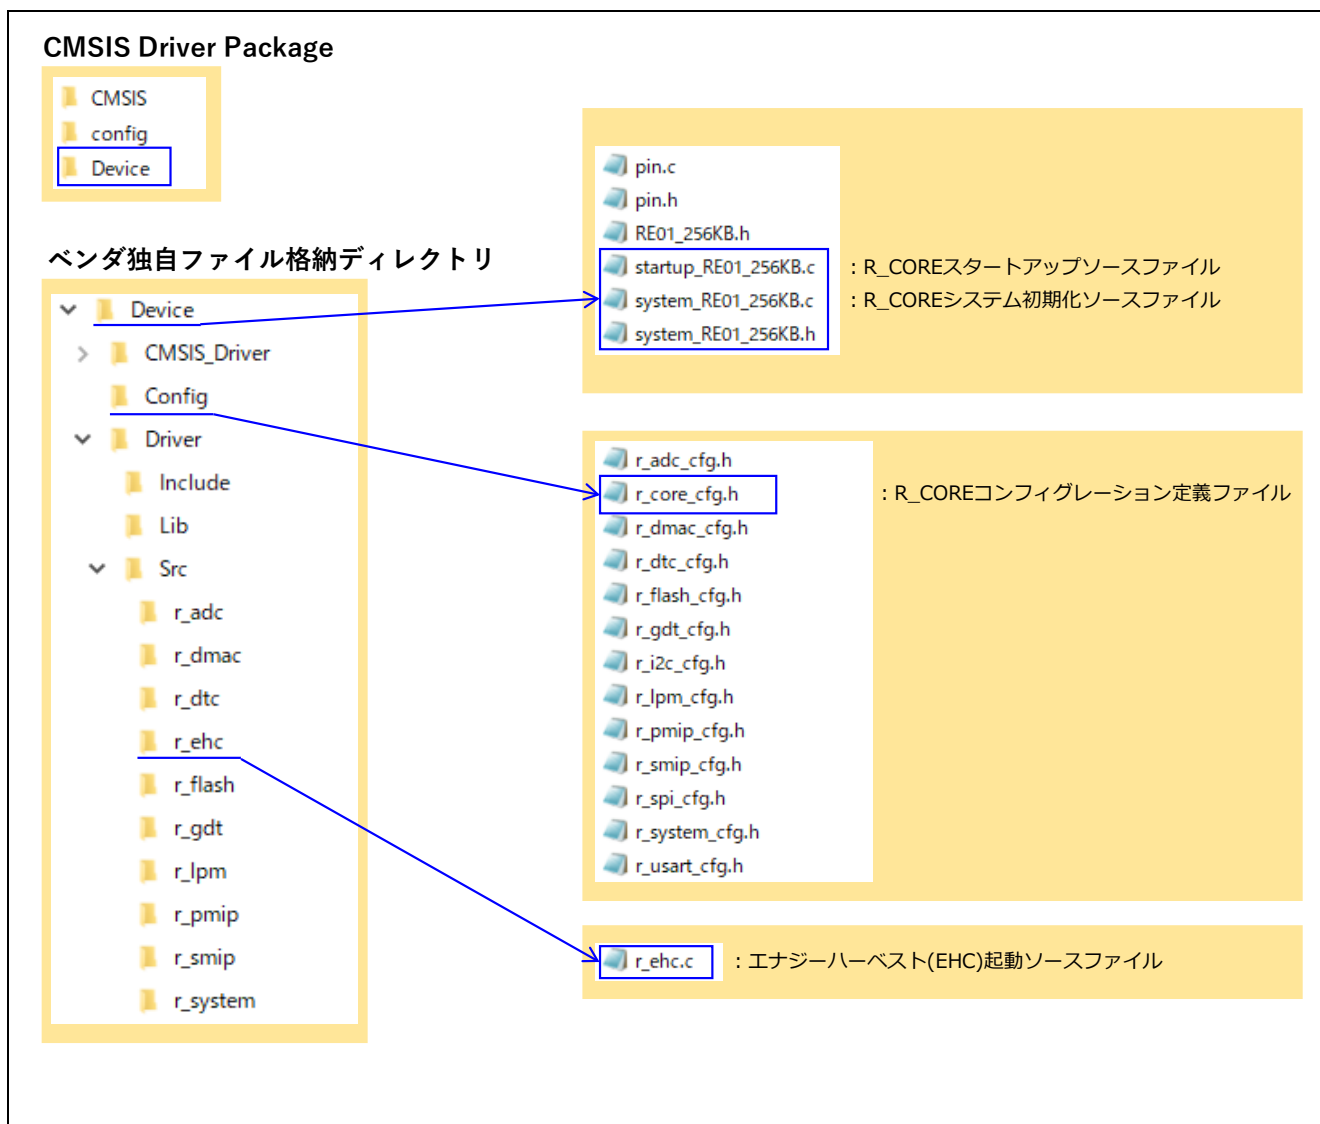 CMSIS Driver Package
CMSIS
config
Device
ベンダ独自ファイル格納ディレクトリ
Device
CMSIS_Driver
Config
Driver
Include
Lib
Src
r_adc
r_dmac
r_dtc
r_ehc
r_flash
r_gdt
r_lpm
r_pmip
r_smip
r_system
pin.c
pin.h
RE01_256KB.h
startup_RE01_256KB.c :R_COREスタートアップソースファイル
system_RE01_256KB.c :R_COREシステム初期化ソースファイル
system_RE01_256KB.h
r_adc_cfg.h
r_core_cfg.h :R_COREコンフィグレーション定義ファイル
r_dmac_cfg.h
r_dtc_cfg.h
r_flash_cfg.h
r_gdt_cfg.h
r_i2c_cfg.h
r_lpm_cfg.h
r_pmip_cfg.h
r_smip_cfg.h
r_spi_cfg.h
r_system_cfg.h
r_usart_cfg.h
r_ehc.c :エナジーハーベスト(EHC)起動ソースファイル